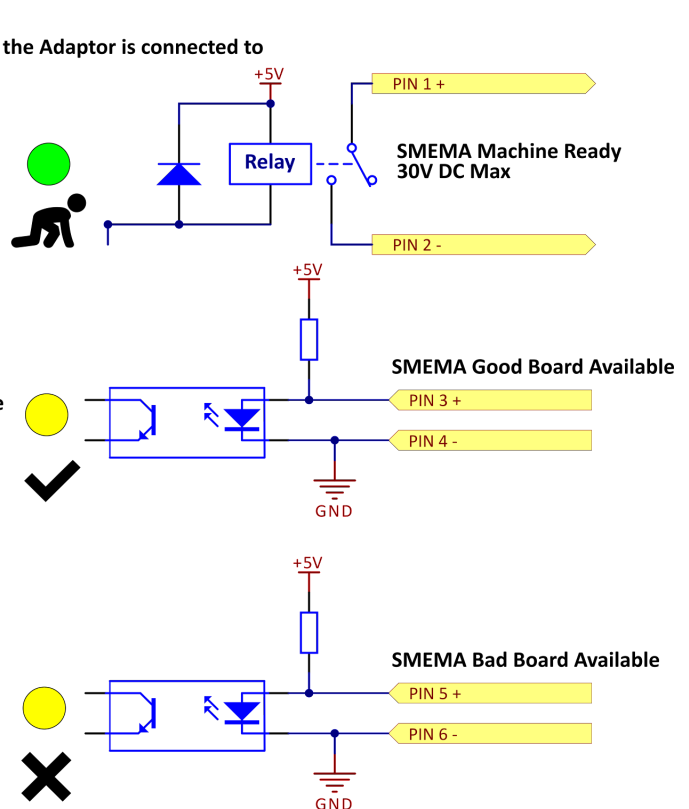 the Adaptor is connected to
+5V
PIN 1 +
Relay
SMEMA Machine Ready
30V DC Max
PIN 2 -
+5V
SMEMA Good Board Available
PIN 3 +
e
PIN 4 -
GND
+5V
SMEMA Bad Board Available
PIN 5 +
PIN 6 -
GND